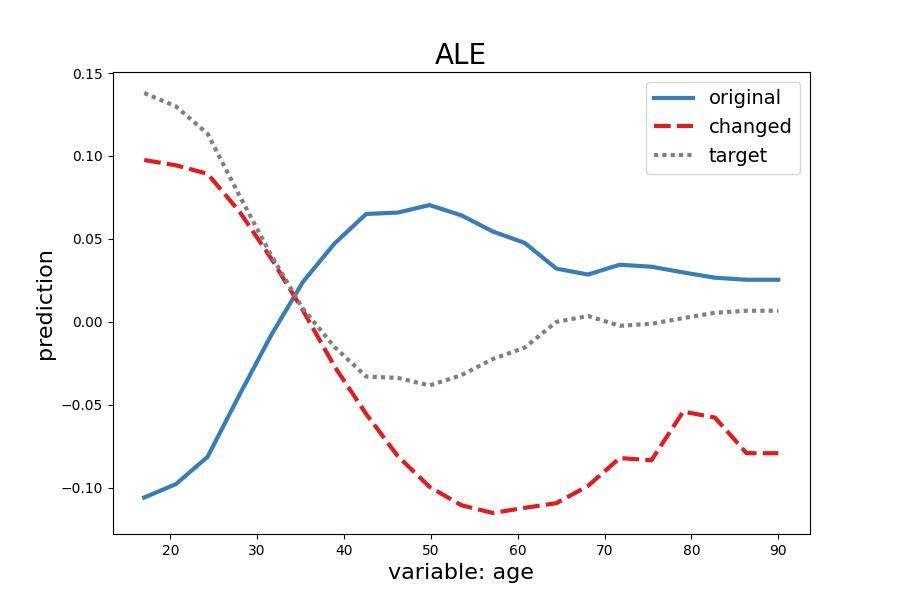 ALE
0.15
0.10
0.05
0.00
−0.05
−0.10
prediction
original
changed
target
20 30 40 50 60 70 80 90
variable: age